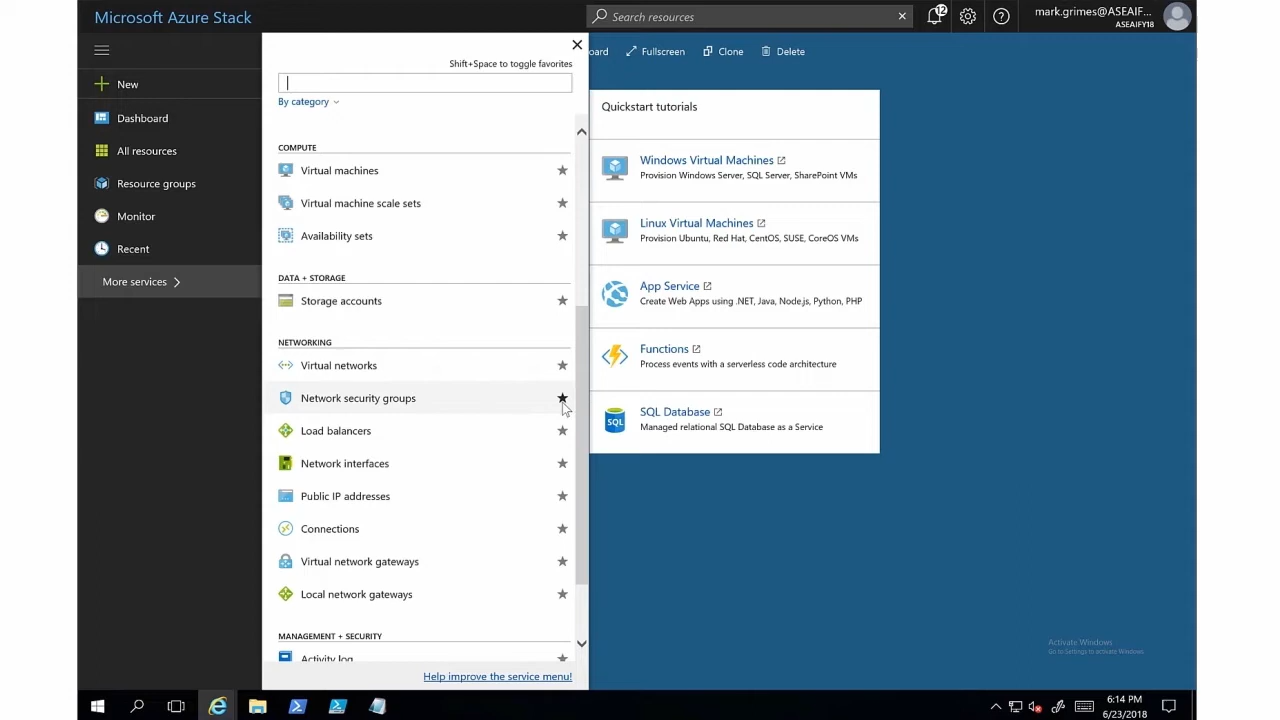 Microsoft Azure Stack
Search resources
12
mark.grimes@ASEAIF...
ASEAIFY18
Shift+Space to toggle favorites
board
Fullscreen
Clone
Delete
New
By category
Quickstart tutorials
Dashboard
All resources
Resource groups
Monitor
Recent
More services
COMPUTE
Virtual machines
Virtual machine scale sets
Availability sets
DATA + STORAGE
Storage accounts
NETWORKING
Virtual networks
Network security groups
Load balancers
Network interfaces
Public IP addresses
Connections
Virtual network gateways
Local network gateways
MANAGEMENT + SECURITY
Activity log
Help improve the service menu!
Windows Virtual Machines
Provision Windows Server, SQL Server, SharePoint VMs
Linux Virtual Machines
Provision Ubuntu, Red Hat, CentOS, SUSE, CoreOS VMs
App Service
Create Web Apps using .NET, Java, Node.js, Python, PHP
Functions
Process events with a serverless code architecture
SQL
SQL Database
Managed relational SQL Database as a Service
Activate Windows
Go to Settings to activate Windows.
6:14 PM
6/23/2018